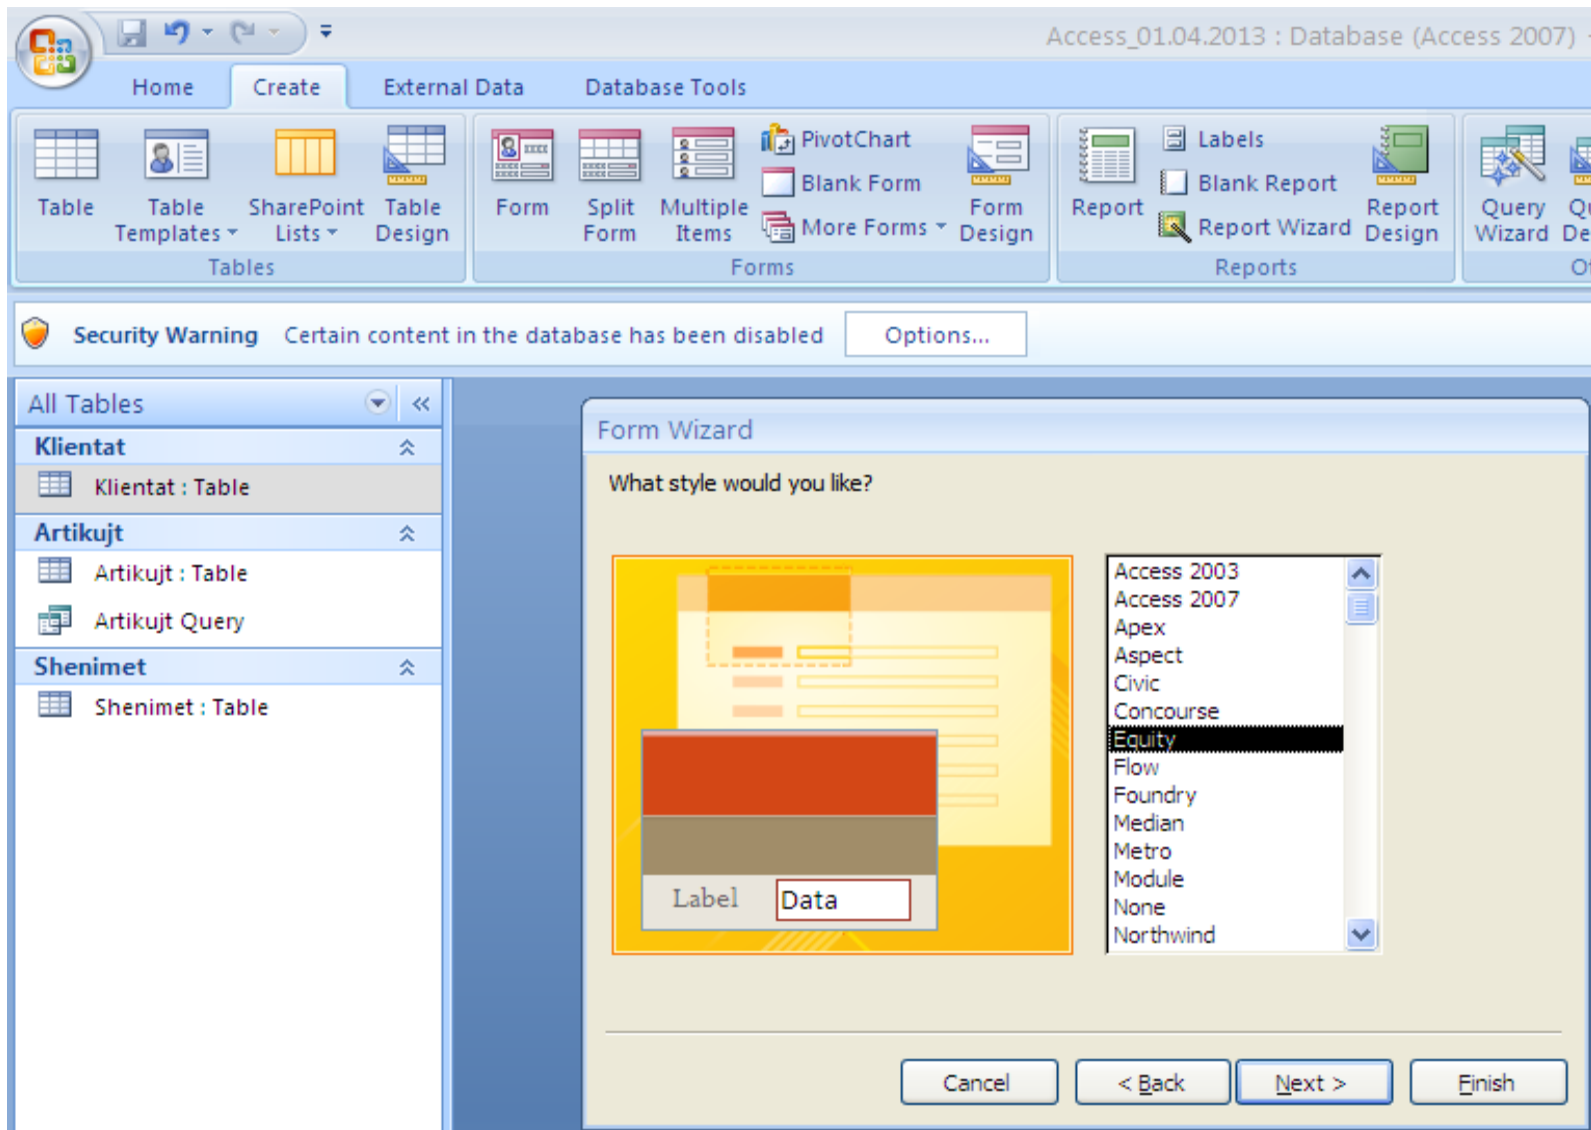 Access_01.04.2013 : Database (Access 2007) -
Home Create External Data Database Tools
Table
Table Templates
SharePoint Lists
Table Design
Tables
Form
Split Form
Multiple Items
PivotChart
Blank Form
More Forms
Form Design
Forms
Report
Labels
Blank Report
Report Wizard
Report Design
Reports
Query Wizard
Security Warning Certain content in the database has been disabled Options...
All Tables
Klientat
Klientat : Table
Artikujt
Artikujt : Table
Artikujt Query
Shenimet
Shenimet : Table
Form Wizard
What style would you like?
Label Data
Access 2003
Access 2007
Apex
Aspect
Civic
Concourse
Equity
Flow
Foundry
Median
Metro
Module
None
Northwind
Cancel < Back Next > Finish